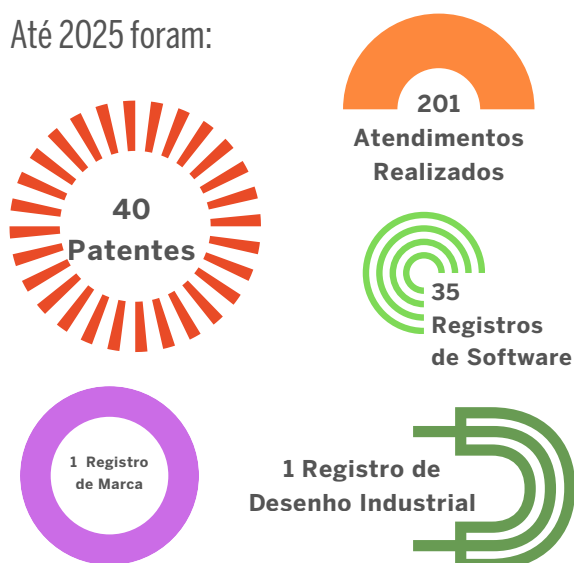 Até 2025 foram:
201
Atendimentos
Realizados
40
Patentes
35
Registros
de Software
1 Registro
de Marca
1 Registro de
Desenho Industrial